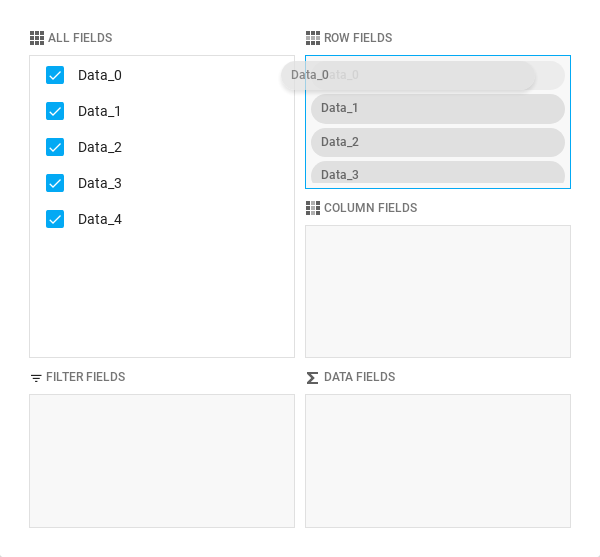 ALL FIELDS
Data_0
Data_1
Data_2
Data_3
Data_4
ROW FIELDS
Data_0
Data_0
Data_1
Data_2
Data_3
COLUMN FIELDS
FILTER FIELDS
DATA FIELDS